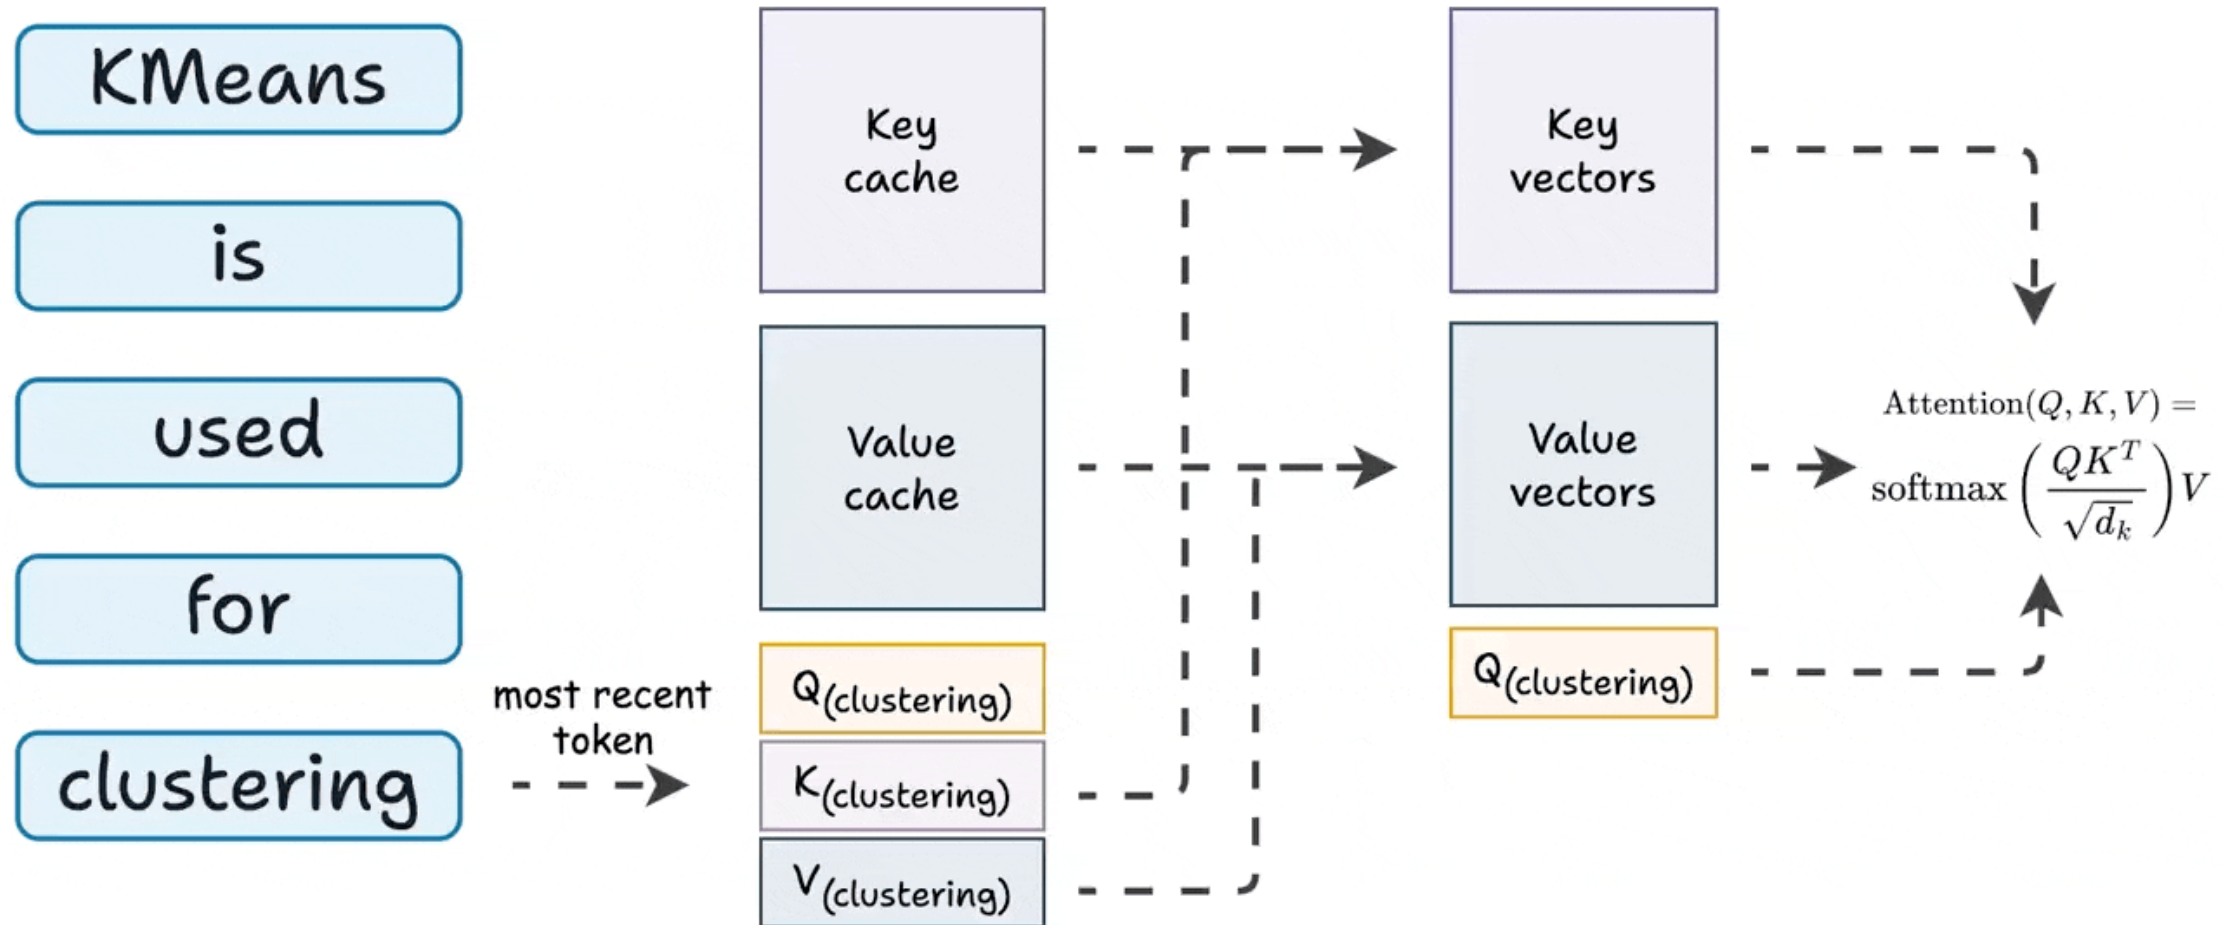 KMeans
is
used
for
clustering
most recent
token
Key
cache
Value
cache
Q(clustering)
K(clustering)
V(clustering)
Key
vectors
Value
vectors
Q(clustering)
Attention(Q, K, V) =
softmax(QK^T / √d_k)V